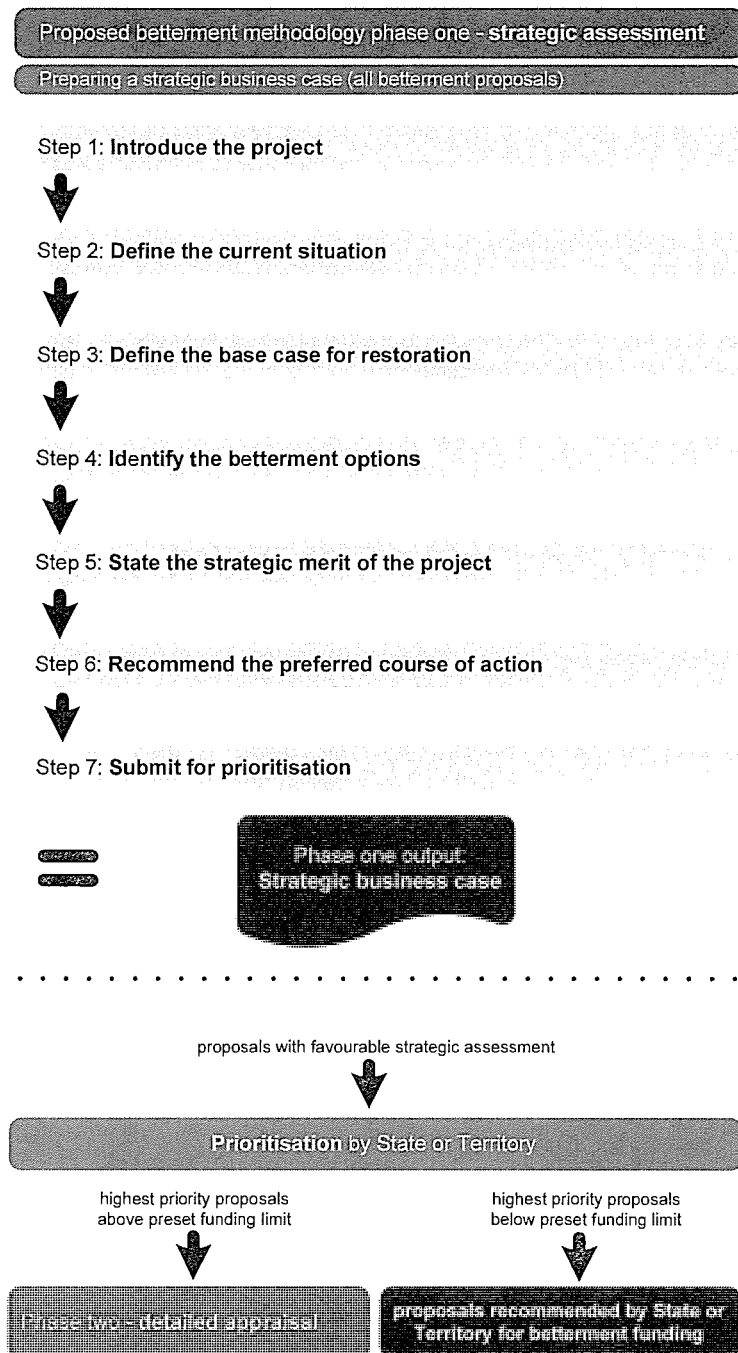 Proposed betterment methodology phase one - strategic assessment
Preparing a strategic business case (all betterment proposals)
Step 1: Introduce the project
Step 2: Define the current situation
Step 3: Define the base case for restoration
Step 4: Identify the betterment options
Step 5: State the strategic merit of the project
Step 6: Recommend the preferred course of action
Step 7: Submit for prioritisation
Phase one output:
Strategic business case
proposals with favourable strategic assessment
Prioritisation by State or Territory
highest priority proposals
above preset funding limit
highest priority proposals
below preset funding limit
Phase two - detailed appraisal
proposals recommended by State or
Territory for betterment funding